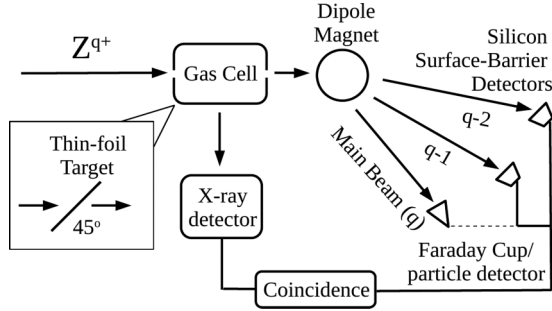 Z^q+
Gas Cell
Dipole
Magnet
Silicon
Surface-Barrier
Detectors
q-2
q-1
Main Beam (q)
Thin-foil
Target
45°
X-ray
detector
Faraday Cup/
particle detector
Coincidence